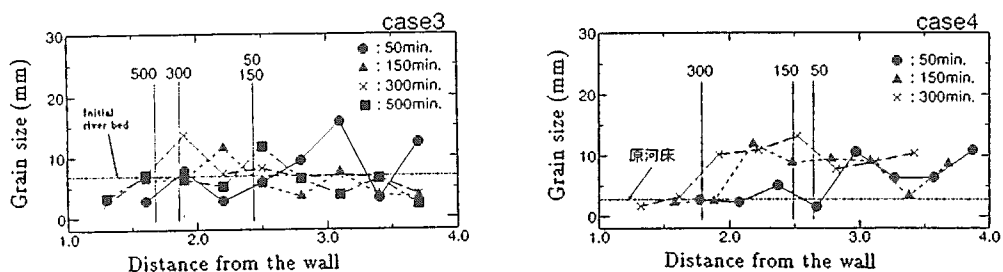 case3
30
20
10
0
Grain size (mm)
500
300
50
150
● : 50min.
▲ : 150min.
× : 300min.
■ : 500min.
Initial
river bed
1.0
2.0
3.0
4.0
Distance from the wall
case4
30
20
10
0
Grain size (mm)
300
150
50
● : 50min.
▲ : 150min.
× : 300min.
原河床
1.0
2.0
3.0
4.0
Distance from the wall